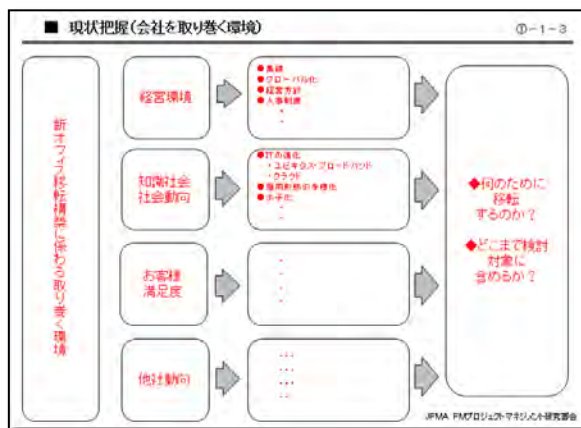 ■ 現状把握(会社を取り巻く環境)
①-1-3
新オフィス移転構築に係わる取り巻く環境
経営環境
●業績
●グローバル化
●経営方針
●人事制度
・
・
知識社会
社会動向
●ITの進化
・ユビキタス・ブロードバンド
・クラウド
●雇用形態の多様化
●少子化
・
・
お客様
満足度
・
・
・
・
他社動向
・・・
・・・
・・・
・・
◆何のために
移転
するのか?
◆どこまで検討
対象に
含めるか?
JFMA FMプロジェクトマネジメント研究部会